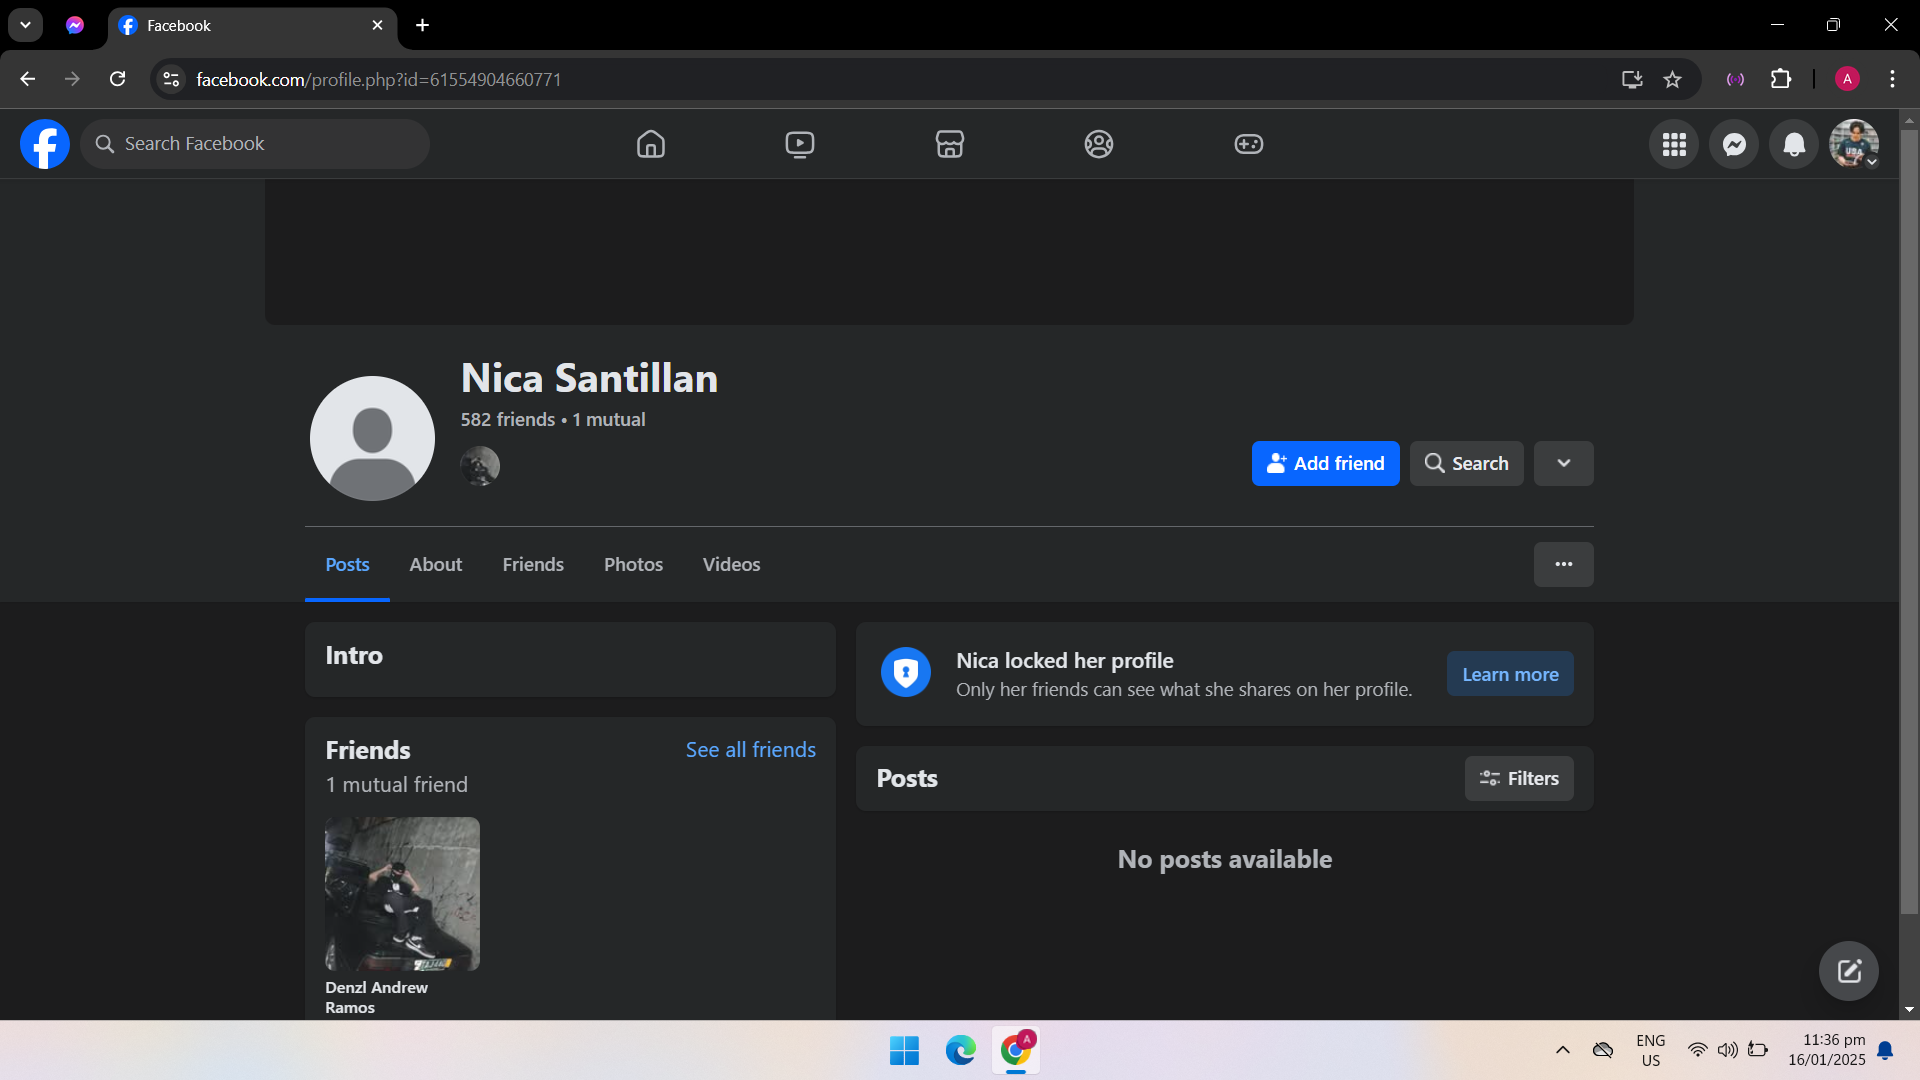 Facebook
facebook.com/profile.php?id=61554904660771
A
Search Facebook
Nica Santillan
582 friends • 1 mutual
Add friend
Search
Posts
About
Friends
Photos
Videos
Intro
Nica locked her profile
Only her friends can see what she shares on her profile.
Learn more
Friends
See all friends
1 mutual friend
Posts
Filters
No posts available
Denzl Andrew
Ramos
A
ENG
US
11:36 pm
16/01/2025